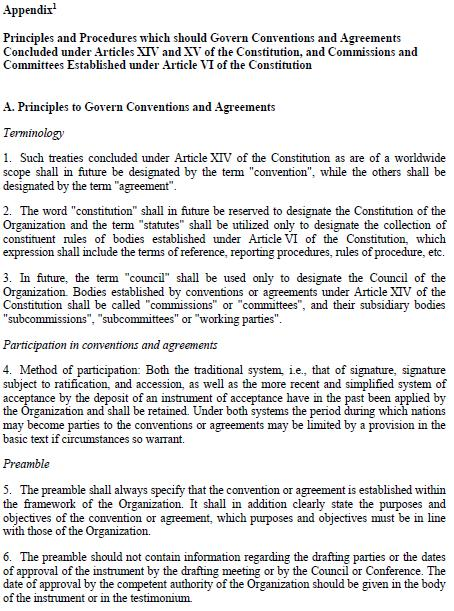 Appendix1
Principles and Procedures which should Govern Conventions and Agreements
Concluded under Articles XIV and XV of the Constitution, and Commissions and
Committees Established under Article VI of the Constitution
A. Principles to Govern Conventions and Agreements
Terminology
1. Such treaties concluded under Article XIV of the Constitution as are of a worldwide
scope shall in future be designated by the term "convention", while the others shall be
designated by the term "agreement".
2. The word "constitution" shall in future be reserved to designate the Constitution of the
Organization and the term "statutes" shall be utilized only to designate the collection of
constituent rules of bodies established under Article VI of the Constitution, which
expression shall include the terms of reference, reporting procedures, rules of procedure, etc.
3. In future, the term "council" shall be used only to designate the Council of the
Organization. Bodies established by conventions or agreements under Article XIV of the
Constitution shall be called "commissions" or "committees", and their subsidiary bodies
"subcommissions", "subcommittees" or "working parties".
Participation in conventions and agreements
4. Method of participation: Both the traditional system, i.e., that of signature, signature
subject to ratification, and accession, as well as the more recent and simplified system of
acceptance by the deposit of an instrument of acceptance have in the past been applied by
the Organization and shall be retained. Under both systems the period during which nations
may become parties to the conventions or agreements may be limited by a provision in the
basic text if circumstances so warrant.
Preamble
5. The preamble shall always specify that the convention or agreement is established within
the framework of the Organization. It shall in addition clearly state the purposes and
objectives of the convention or agreement, which purposes and objectives must be in line
with those of the Organization.
6. The preamble should not contain information regarding the drafting parties or the dates
of approval of the instrument by the drafting meeting or by the Council or Conference. The
date of approval by the competent authority of the Organization should be given in the body
of the instrument or in the testimonium.